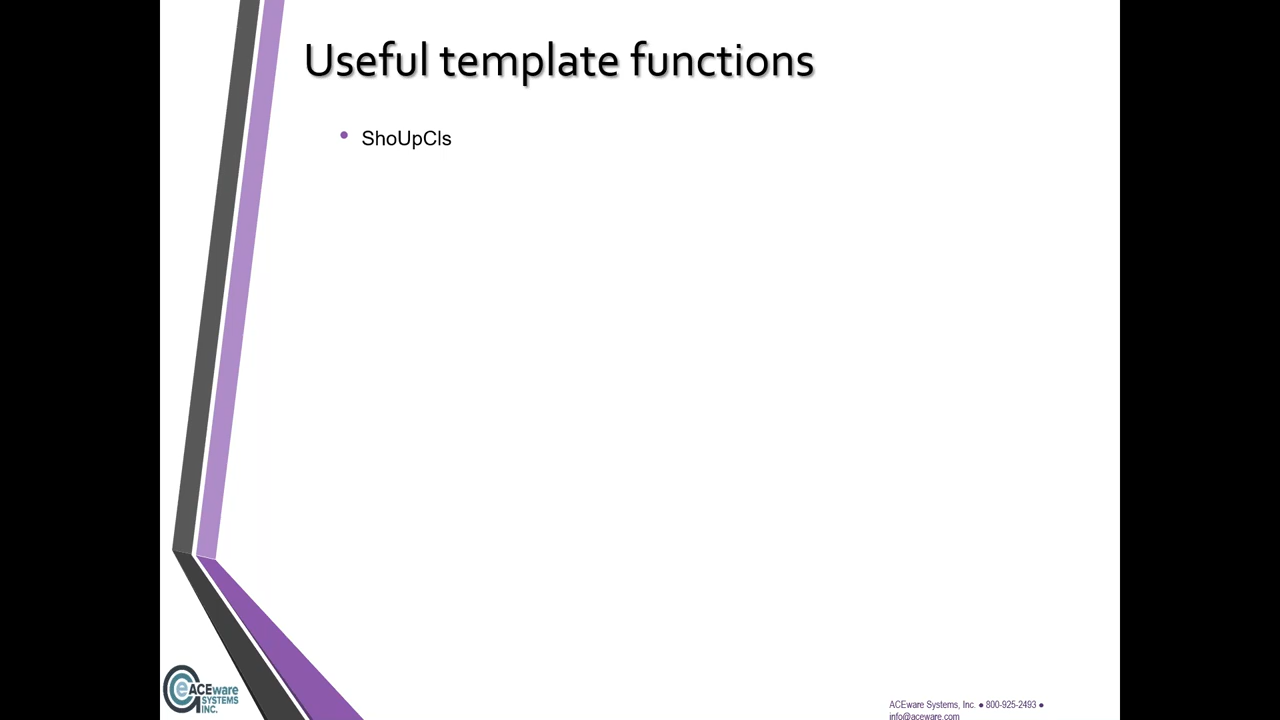 Useful template functions
• ShoUpCls
ACEware
SYSTEMS
INC.
ACEware Systems, Inc. ● 800-925-2493 ●
info@aceware.com